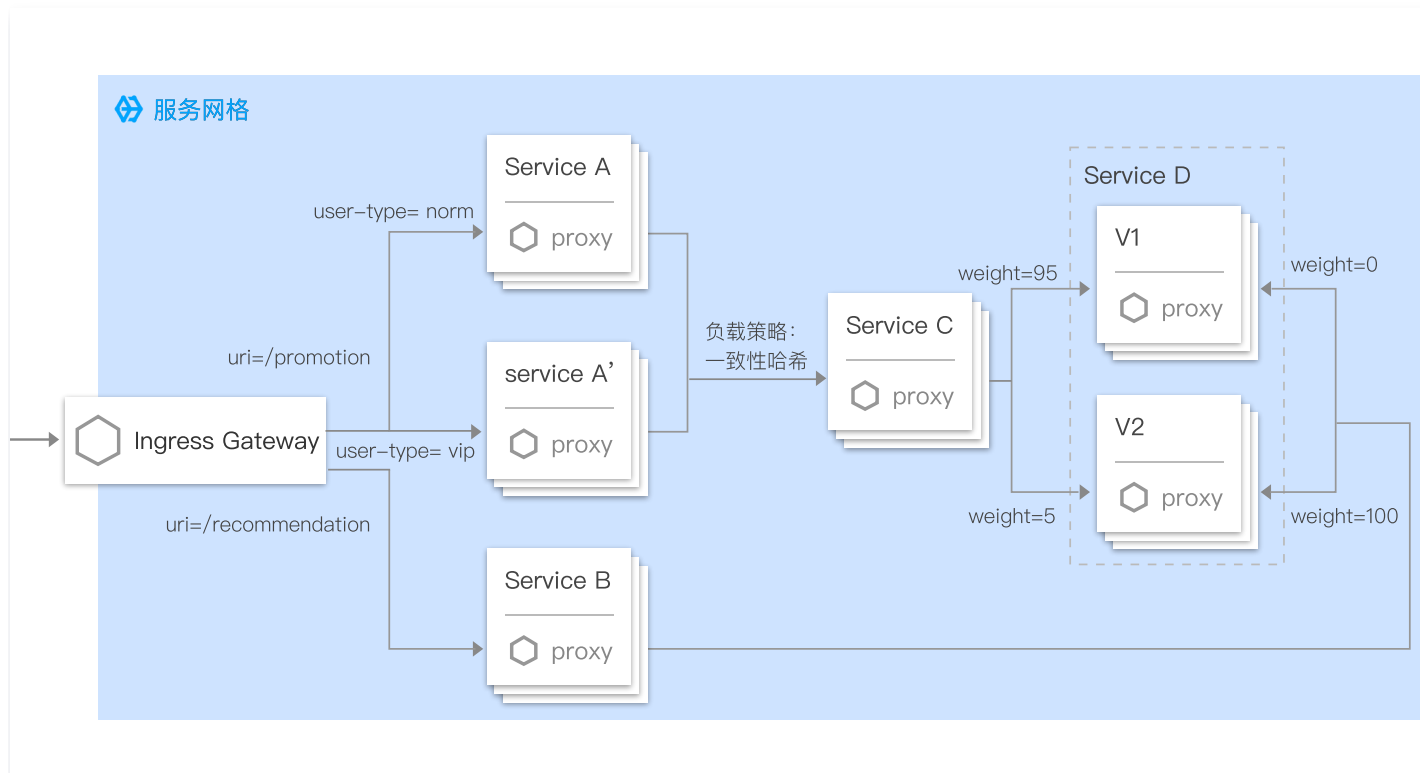 服务网格
Service A
proxy
user-type= norm
uri=/promotion
service A’
proxy
Ingress Gateway
user-type= vip
uri=/recommendation
Service B
proxy
负载策略：
一致性哈希
Service C
proxy
Service D
V1
proxy
weight=95
weight=0
V2
proxy
weight=5
weight=100